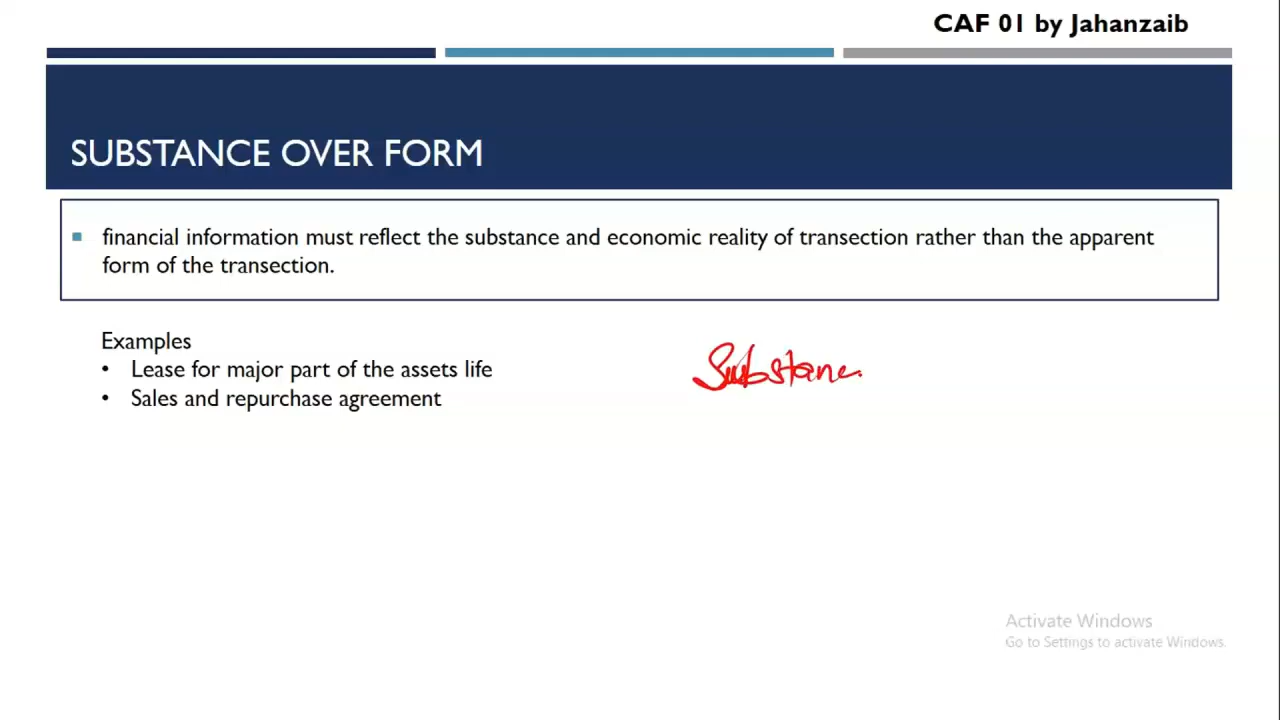 CAF 01 by Jahanzaib
SUBSTANCE OVER FORM
▪ financial information must reflect the substance and economic reality of transection rather than the apparent
form of the transection.
Examples
• Lease for major part of the assets life
• Sales and repurchase agreement
Substanc
Activate Windows
Go to Settings to activate Windows.